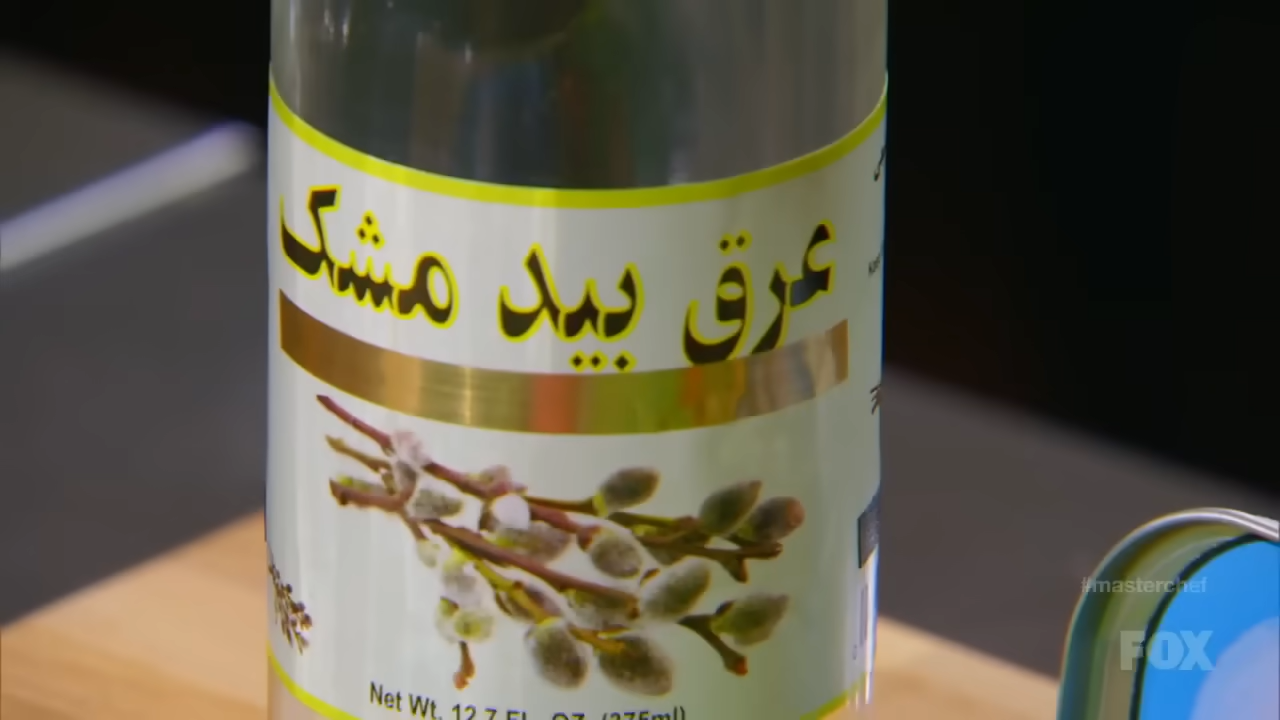 عرق بید مشک
Net Wt. 12.7 FL. OZ. (375ml)
#masterchef
FOX